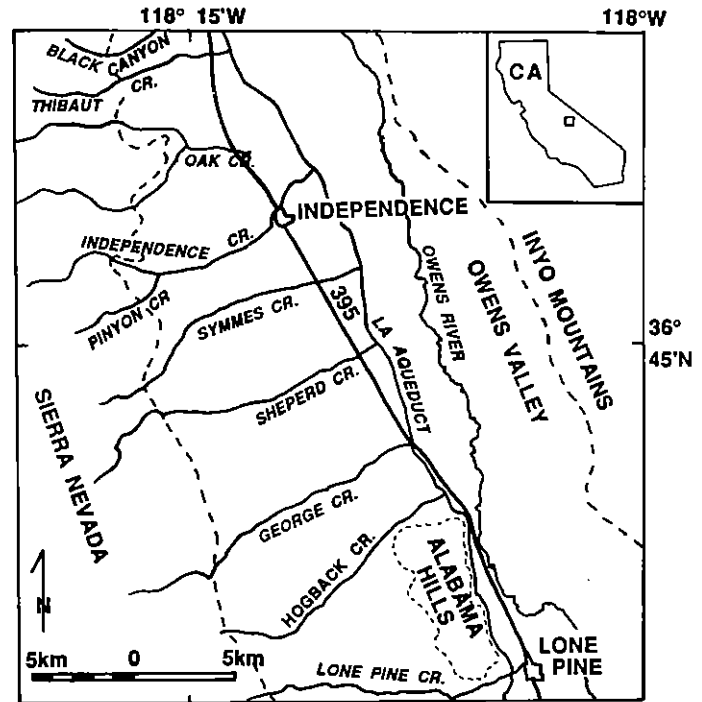 118° 15'W
118°W
BLACK CANYON
CR.
THIBAUT
CA
OAK CR.
INDEPENDENCE
INDEPENDENCE
CR.
PINYON CR
SYMMES CR.
395
OWENS RIVER
OWENS VALLEY
INYO MOUNTAINS
36°
45'N
LA AQUEDUCT
SHEPERD CR.
SIERRA NEVADA
GEORGE CR.
HOGBACK CR.
ALABAMA
HILLS
N
5km 0 5km
LONE PINE CR.
LONE
PINE